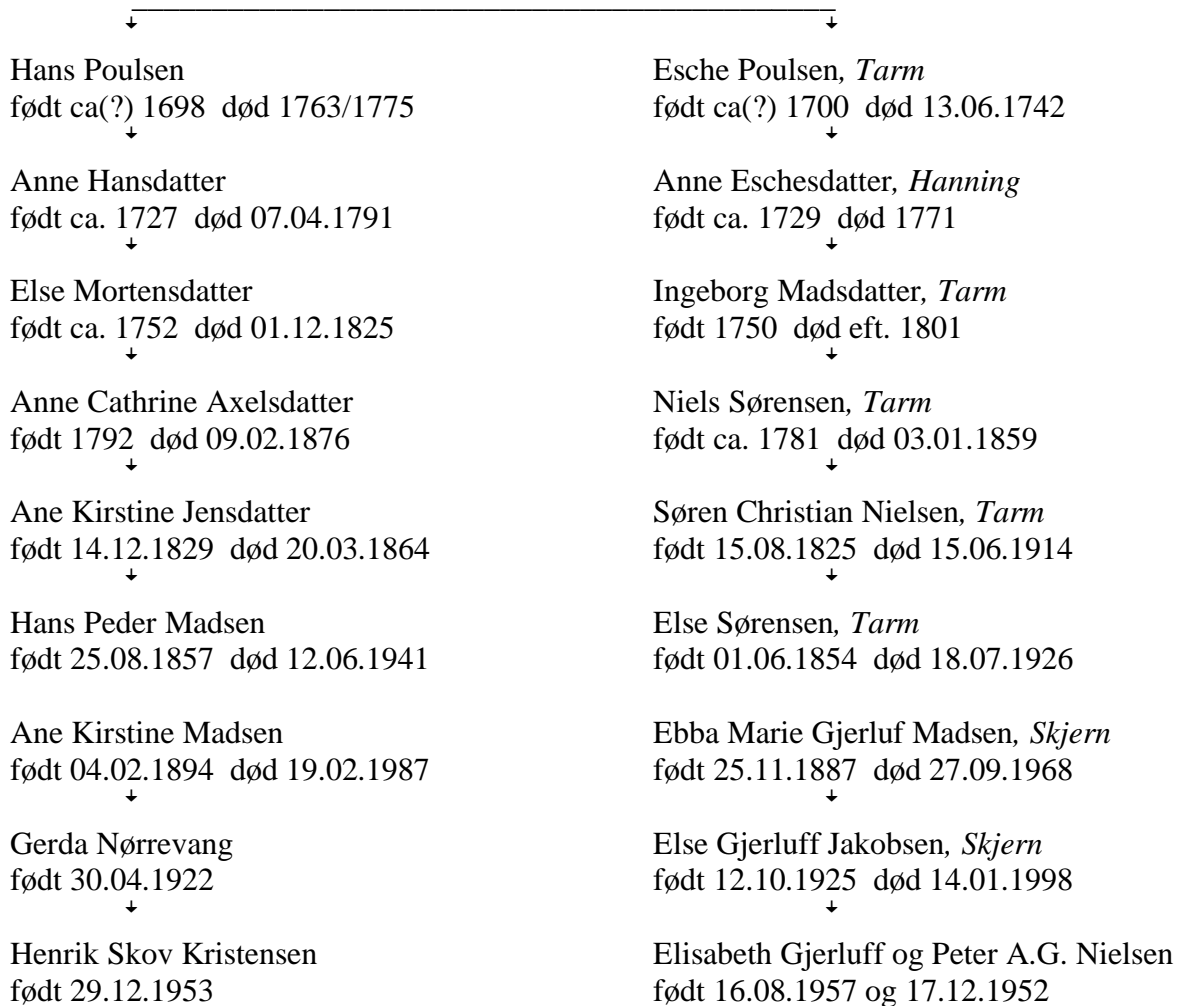 Hans Poulsen
født ca(?) 1698 død 1763/1775
Esche Poulsen, Tarm
født ca(?) 1700 død 13.06.1742
Anne Hansdatter
født ca. 1727 død 07.04.1791
Anne Eschesdatter, Hanning
født ca. 1729 død 1771
Else Mortensdatter
født ca. 1752 død 01.12.1825
Ingeborg Madsdatter, Tarm
født 1750 død eft. 1801
Anne Cathrine Axelsdatter
født 1792 død 09.02.1876
Niels Sørensen, Tarm
født ca. 1781 død 03.01.1859
Ane Kirstine Jensdatter
født 14.12.1829 død 20.03.1864
Søren Christian Nielsen, Tarm
født 15.08.1825 død 15.06.1914
Hans Peder Madsen
født 25.08.1857 død 12.06.1941
Else Sørensen, Tarm
født 01.06.1854 død 18.07.1926
Ane Kirstine Madsen
født 04.02.1894 død 19.02.1987
Ebba Marie Gjerluf Madsen, Skjern
født 25.11.1887 død 27.09.1968
Gerda Nørrevang
født 30.04.1922
Else Gjerluff Jakobsen, Skjern
født 12.10.1925 død 14.01.1998
Henrik Skov Kristensen
født 29.12.1953
Elisabeth Gjerluff og Peter A.G. Nielsen
født 16.08.1957 og 17.12.1952